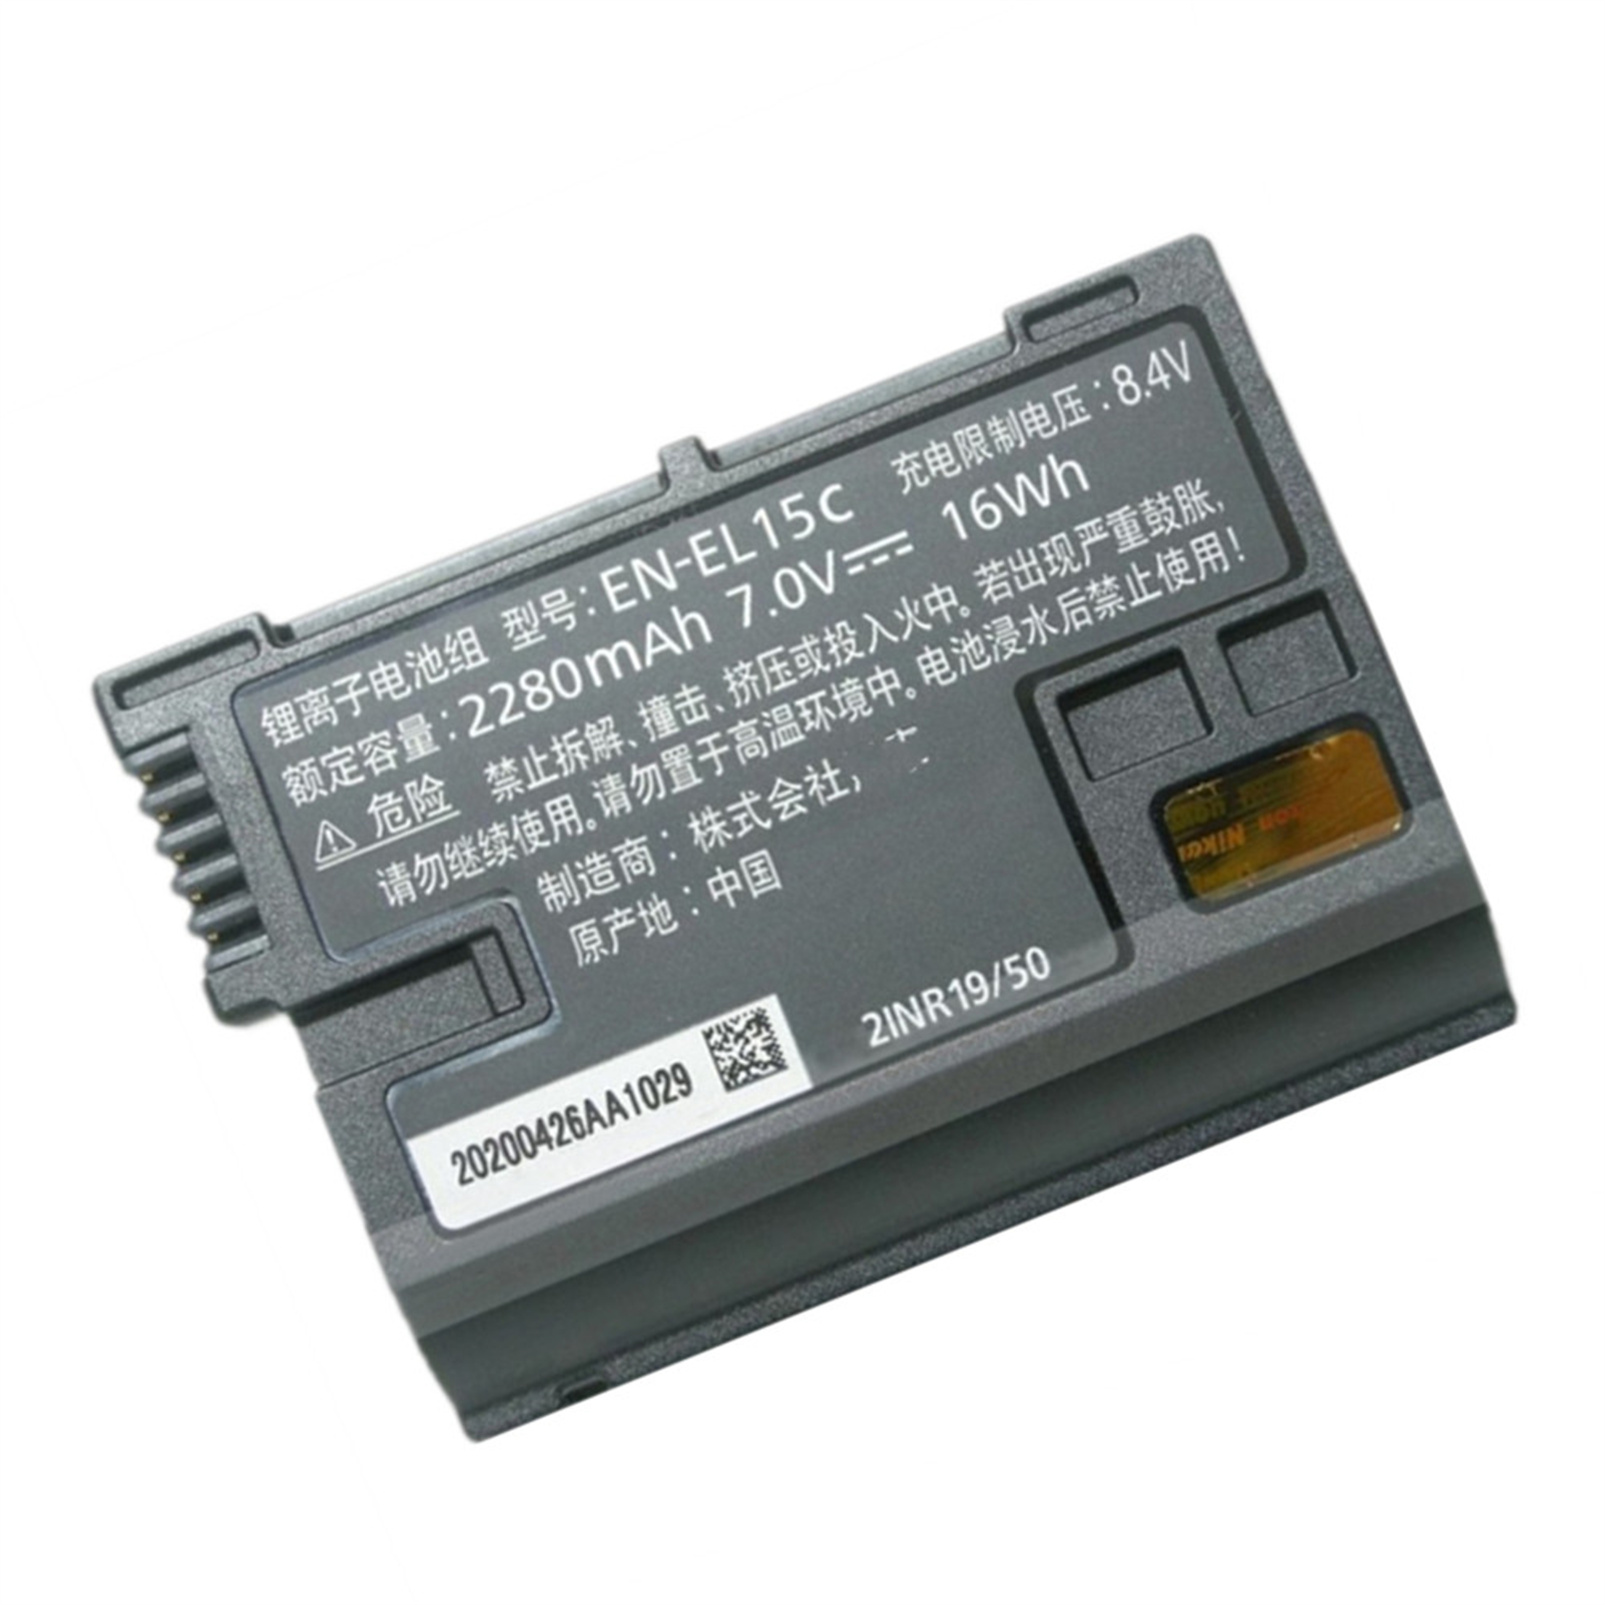 锂离子电池组 型号：EN-EL15c 充电限制电压：8.4V
额定容量：2280mAh 7.0V 16Wh
危险 禁止拆解、撞击、挤压或投入火中。若出现严重鼓胀，
请勿继续使用。请勿置于高温环境中。电池浸水后禁止使用！
制造商：株式会社，
原产地：中国
2INR19/50
20200426AA1029
Nikon